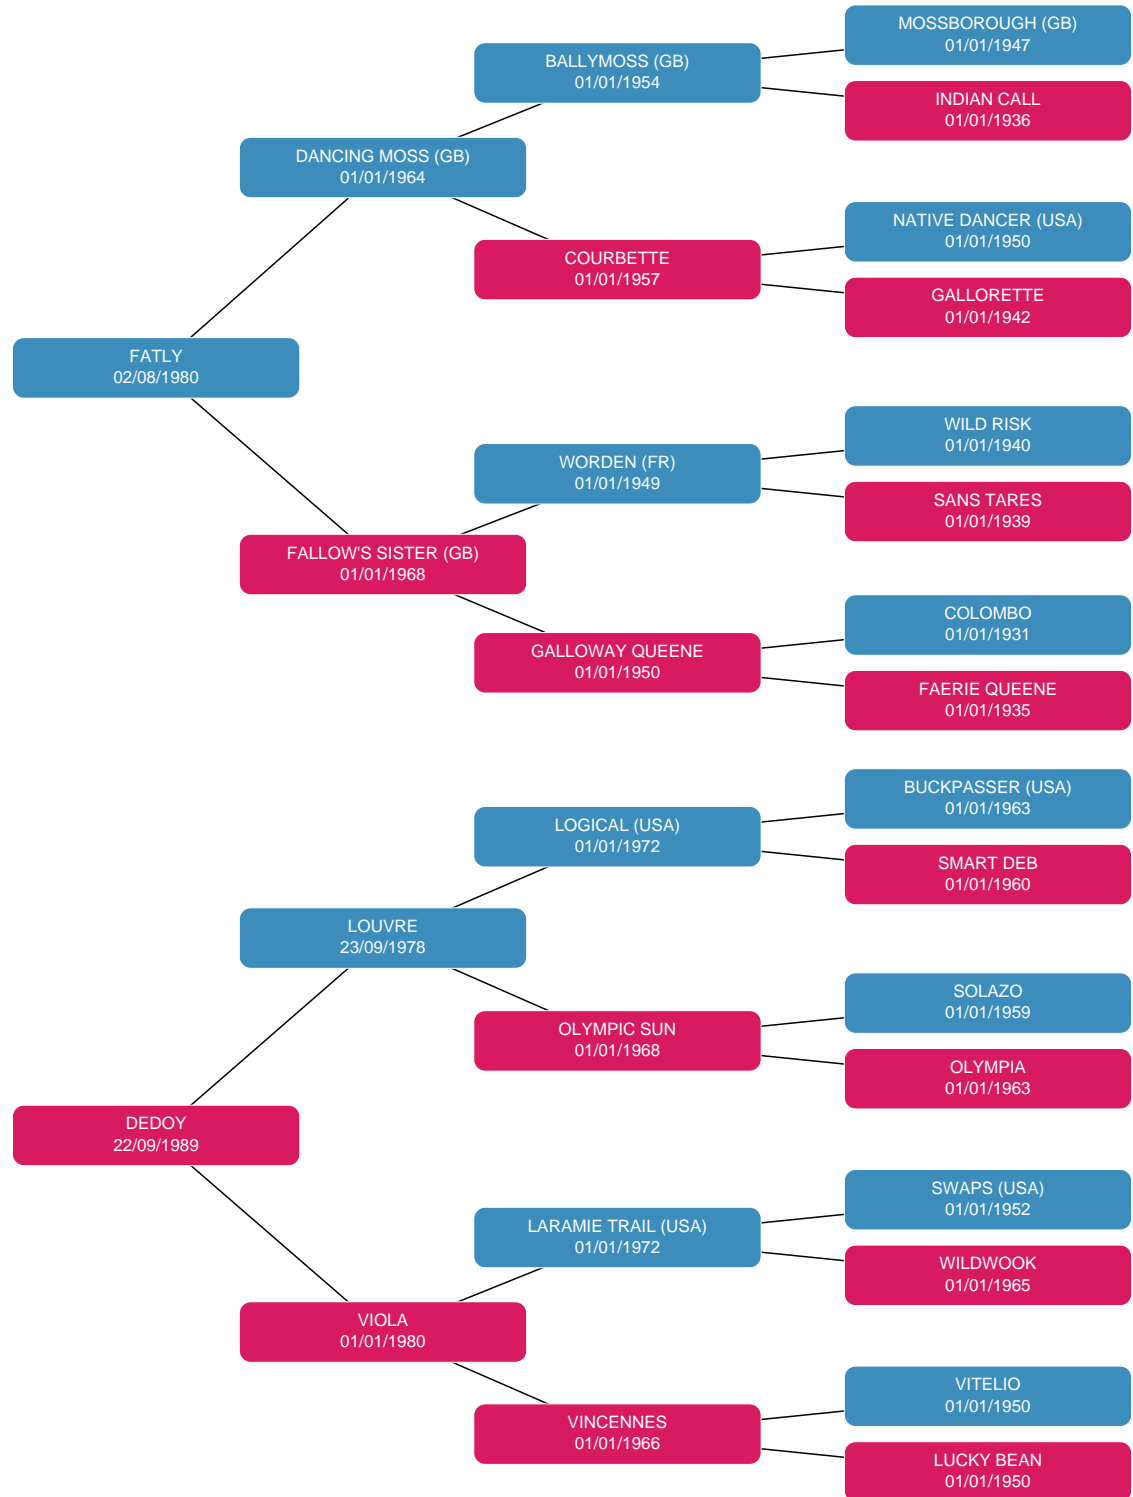 MOSSBOROUGH (GB)
01/01/1947
BALLYMOSS (GB)
01/01/1954
INDIAN CALL
01/01/1936
DANCING MOSS (GB)
01/01/1964
NATIVE DANCER (USA)
01/01/1950
COURBETTE
01/01/1957
GALLORETTE
01/01/1942
FATLY
02/08/1980
WILD RISK
01/01/1940
WORDEN (FR)
01/01/1949
SANS TARES
01/01/1939
FALLOW'S SISTER (GB)
01/01/1968
COLOMBO
01/01/1931
GALLOWAY QUEENE
01/01/1950
FAERIE QUEENE
01/01/1935
BUCKPASSER (USA)
01/01/1963
LOGICAL (USA)
01/01/1972
SMART DEB
01/01/1960
LOUVRE
23/09/1978
SOLAZO
01/01/1959
OLYMPIC SUN
01/01/1968
OLYMPIA
01/01/1963
DEDOY
22/09/1989
SWAPS (USA)
01/01/1952
LARAMIE TRAIL (USA)
01/01/1972
WILDWOOK
01/01/1965
VIOLA
01/01/1980
VITELIO
01/01/1950
VINCENNES
01/01/1966
LUCKY BEAN
01/01/1950